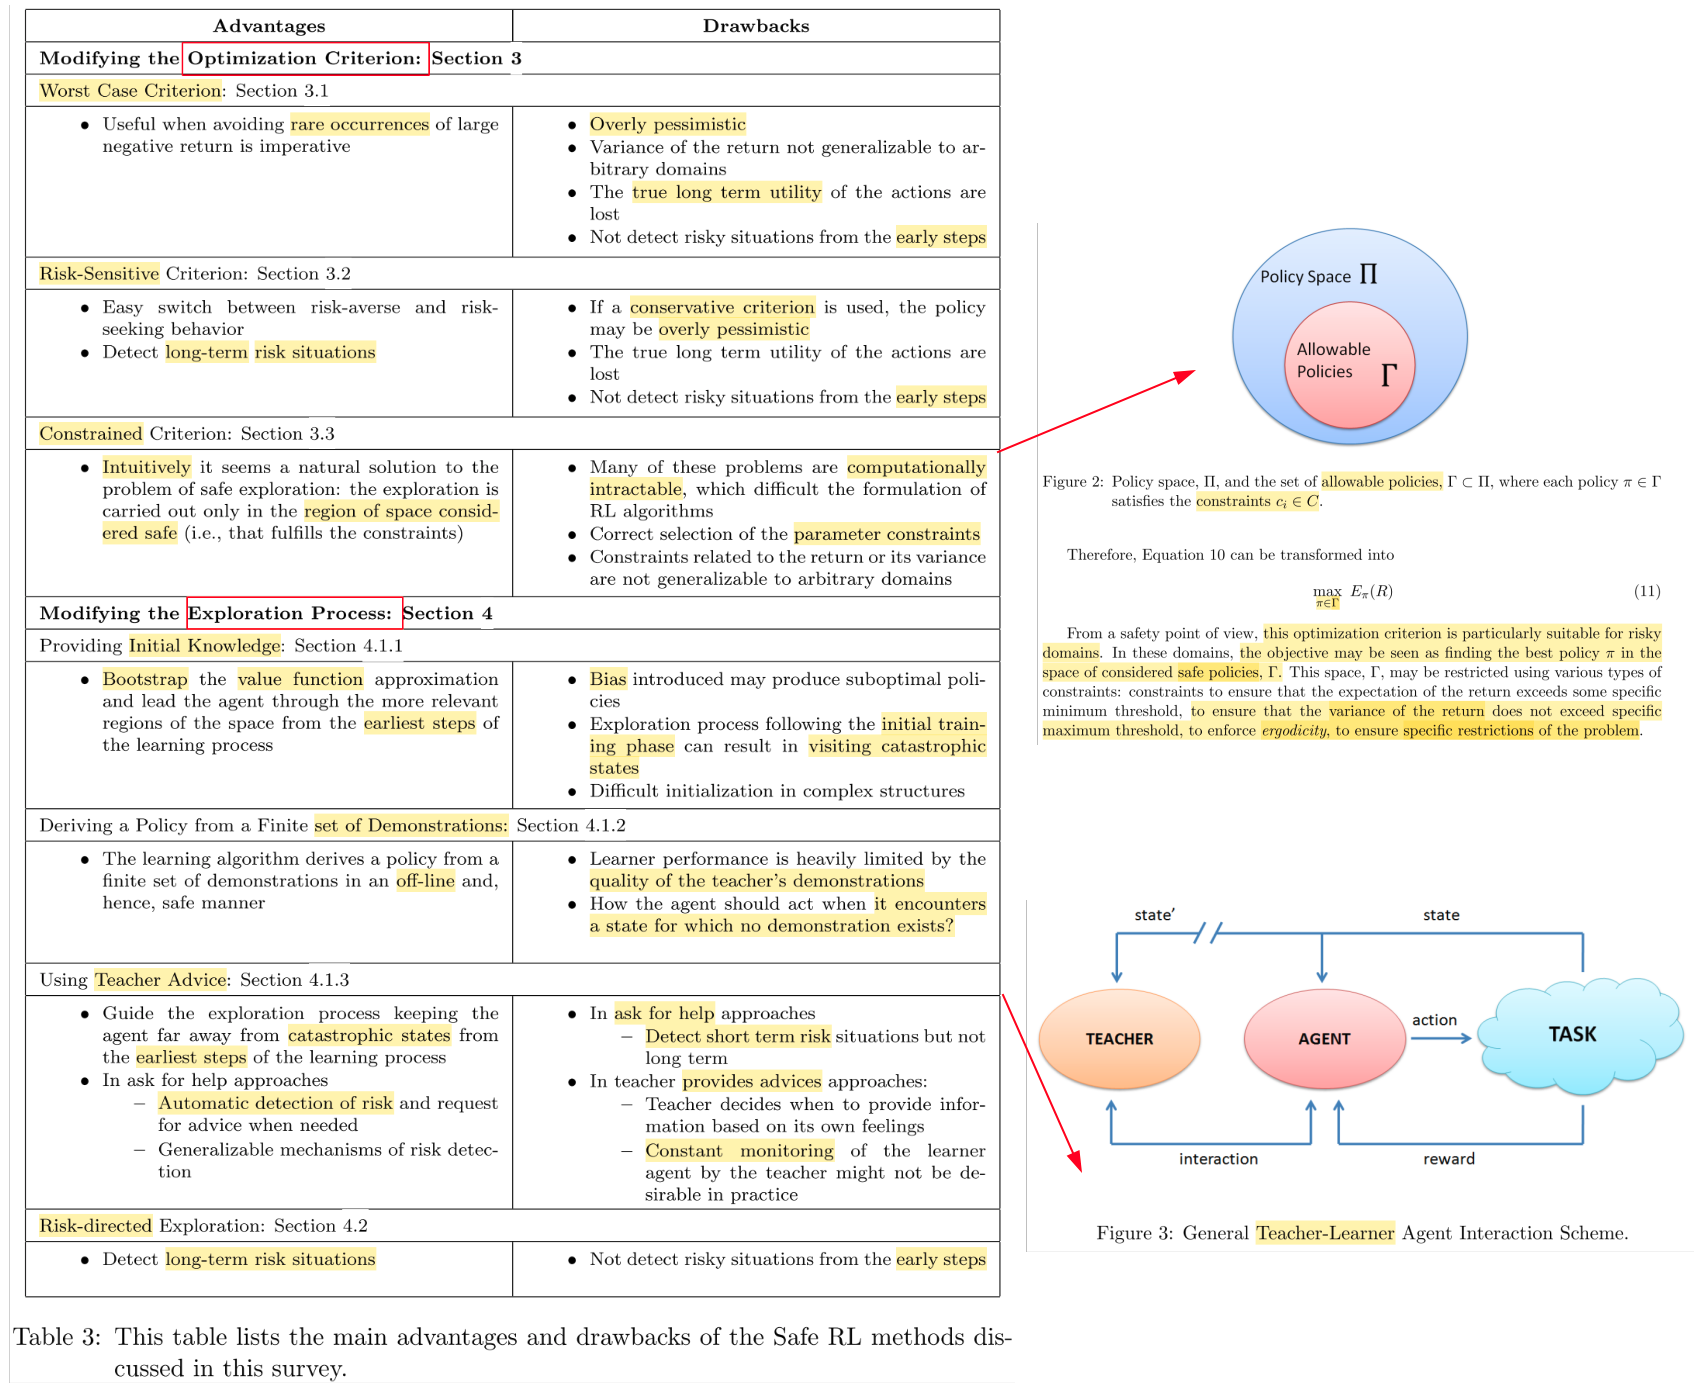 Advantages
Drawbacks
Modifying the Optimization Criterion: Section 3
Worst Case Criterion: Section 3.1
● Useful when avoiding rare occurrences of large
negative return is imperative
● Overly pessimistic
● Variance of the return not generalizable to ar-
bitrary domains
● The true long term utility of the actions are
lost
● Not detect risky situations from the early steps
Risk-Sensitive Criterion: Section 3.2
● Easy switch between risk-averse and risk-
seeking behavior
● Detect long-term risk situations
● If a conservative criterion is used, the policy
may be overly pessimistic
● The true long term utility of the actions are
lost
● Not detect risky situations from the early steps
Constrained Criterion: Section 3.3
● Intuitively it seems a natural solution to the
problem of safe exploration: the exploration is
carried out only in the region of space consid-
ered safe (i.e., that fulfills the constraints)
● Many of these problems are computationally
intractable, which difficult the formulation of
RL algorithms
● Correct selection of the parameter constraints
● Constraints related to the return or its variance
are not generalizable to arbitrary domains
Modifying the Exploration Process: Section 4
Providing Initial Knowledge: Section 4.1.1
● Bootstrap the value function approximation
and lead the agent through the more relevant
regions of the space from the earliest steps of
the learning process
● Bias introduced may produce suboptimal poli-
cies
● Exploration process following the initial train-
ing phase can result in visiting catastrophic
states
● Difficult initialization in complex structures
Deriving a Policy from a Finite set of Demonstrations: Section 4.1.2
● The learning algorithm derives a policy from a
finite set of demonstrations in an off-line and,
hence, safe manner
● Learner performance is heavily limited by the
quality of the teacher's demonstrations
● How the agent should act when it encounters
a state for which no demonstration exists?
Using Teacher Advice: Section 4.1.3
● Guide the exploration process keeping the
agent far away from catastrophic states from
the earliest steps of the learning process
● In ask for help approaches
– Automatic detection of risk and request
for advice when needed
– Generalizable mechanisms of risk detec-
tion
● In ask for help approaches
– Detect short term risk situations but not
long term
● In teacher provides advices approaches:
– Teacher decides when to provide infor-
mation based on its own feelings
– Constant monitoring of the learner
agent by the teacher might not be de-
sirable in practice
Risk-directed Exploration: Section 4.2
● Detect long-term risk situations
● Not detect risky situations from the early steps
Table 3: This table lists the main advantages and drawbacks of the Safe RL methods dis-
cussed in this survey.
Policy Space Π
Allowable
Policies Γ
Figure 2: Policy space, Π, and the set of allowable policies, Γ ⊂ Π, where each policy π ∈ Γ
satisfies the constraints cᵢ ∈ C.
Therefore, Equation 10 can be transformed into
max E_π(R) (11)
π∈Γ
From a safety point of view, this optimization criterion is particularly suitable for risky
domains. In these domains, the objective may be seen as finding the best policy π in the
space of considered safe policies, Γ. This space, Γ, may be restricted using various types of
constraints: constraints to ensure that the expectation of the return exceeds some specific
minimum threshold, to ensure that the variance of the return does not exceed specific
maximum threshold, to enforce ergodicity, to ensure specific restrictions of the problem.
state'
state
TEACHER
AGENT
action
TASK
interaction
reward
Figure 3: General Teacher-Learner Agent Interaction Scheme.